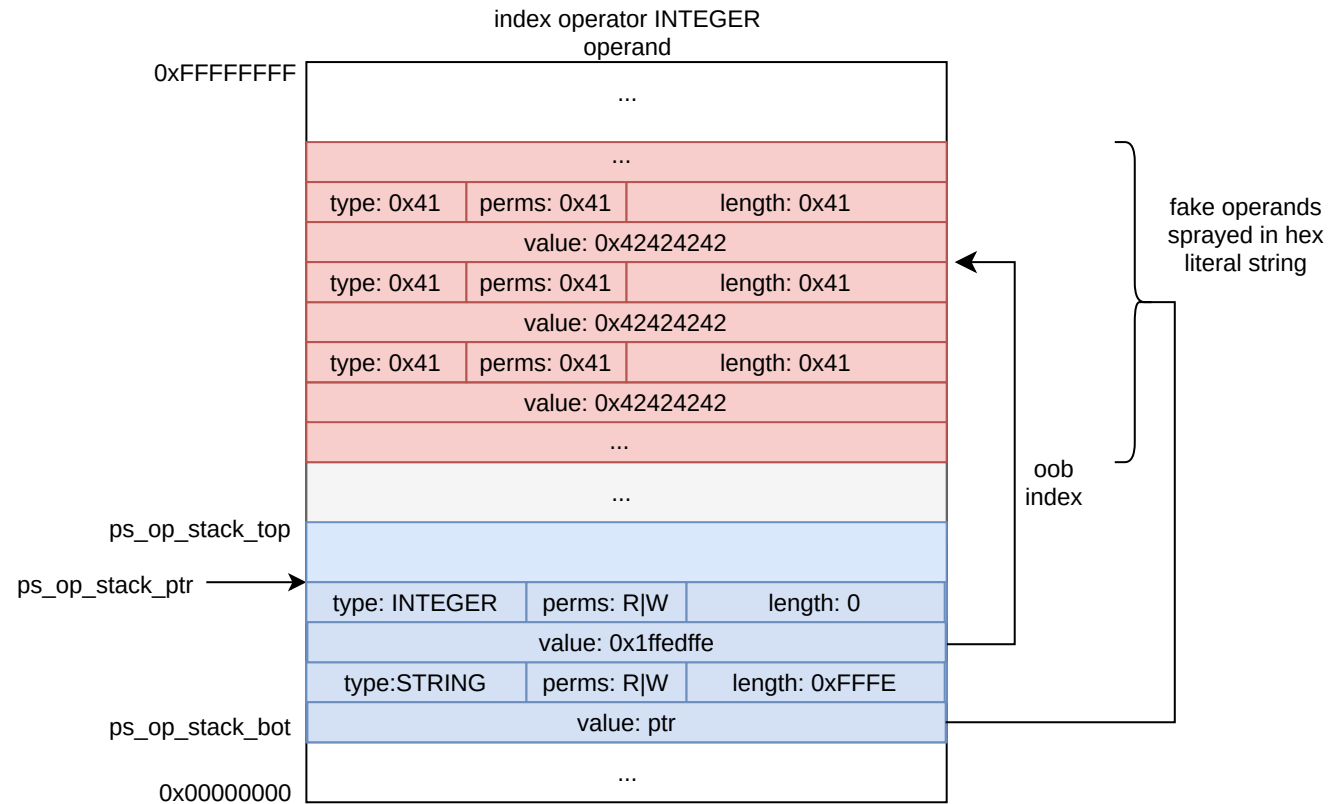 index operator INTEGER
operand
0xFFFFFFFF
...
...
type: 0x41 perms: 0x41 length: 0x41
value: 0x42424242
type: 0x41 perms: 0x41 length: 0x41
value: 0x42424242
type: 0x41 perms: 0x41 length: 0x41
value: 0x42424242
...
fake operands
sprayed in hex
literal string
oob
index
...
ps_op_stack_top
ps_op_stack_ptr
type: INTEGER perms: R|W length: 0
value: 0x1ffedffe
type:STRING perms: R|W length: 0xFFFE
value: ptr
ps_op_stack_bot
...
0x00000000